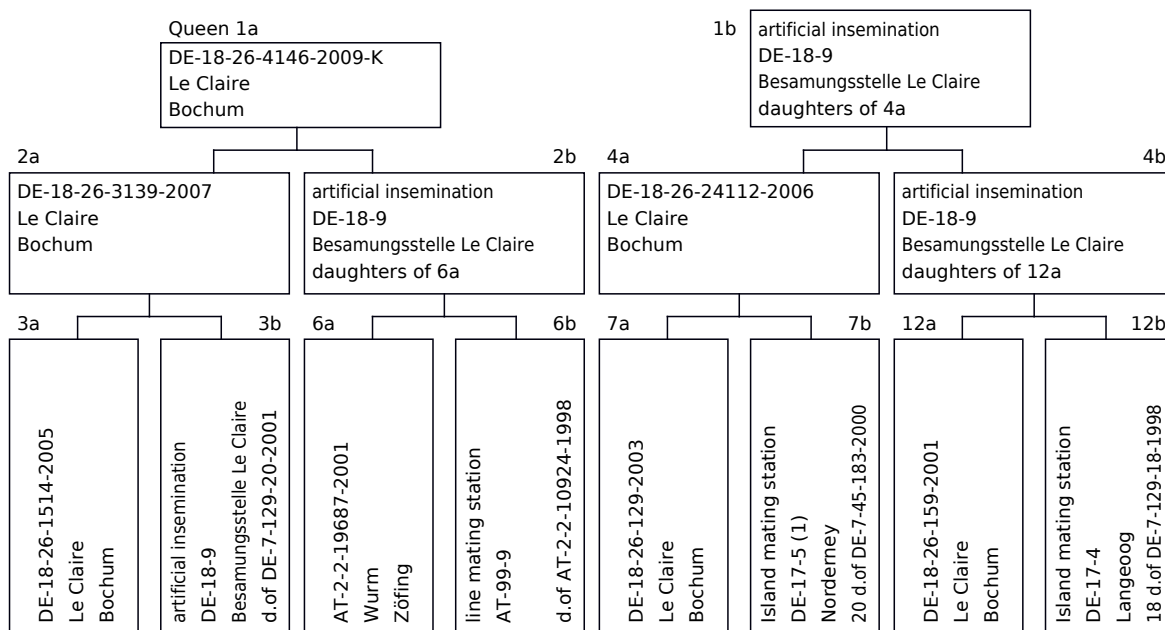 Queen 1a
DE-18-26-4146-2009-K
Le Claire
Bochum
1b
artificial insemination
DE-18-9
Besamungsstelle Le Claire
daughters of 4a
2a
DE-18-26-3139-2007
Le Claire
Bochum
2b
artificial insemination
DE-18-9
Besamungsstelle Le Claire
daughters of 6a
4a
DE-18-26-24112-2006
Le Claire
Bochum
4b
artificial insemination
DE-18-9
Besamungsstelle Le Claire
daughters of 12a
3a
DE-18-26-1514-2005
Le Claire
Bochum
3b
artificial insemination
DE-18-9
Besamungsstelle Le Claire
d.of DE-7-129-20-2001
6a
AT-2-2-19687-2001
Wurm
Zöfing
6b
line mating station
AT-99-9
d.of AT-2-2-10924-1998
7a
DE-18-26-129-2003
Le Claire
Bochum
7b
Island mating station
DE-17-5 (1)
Norderney
20 d.of DE-7-45-183-2000
12a
DE-18-26-159-2001
Le Claire
Bochum
12b
Island mating station
DE-17-4
Langeoog
18 d.of DE-7-129-18-1998